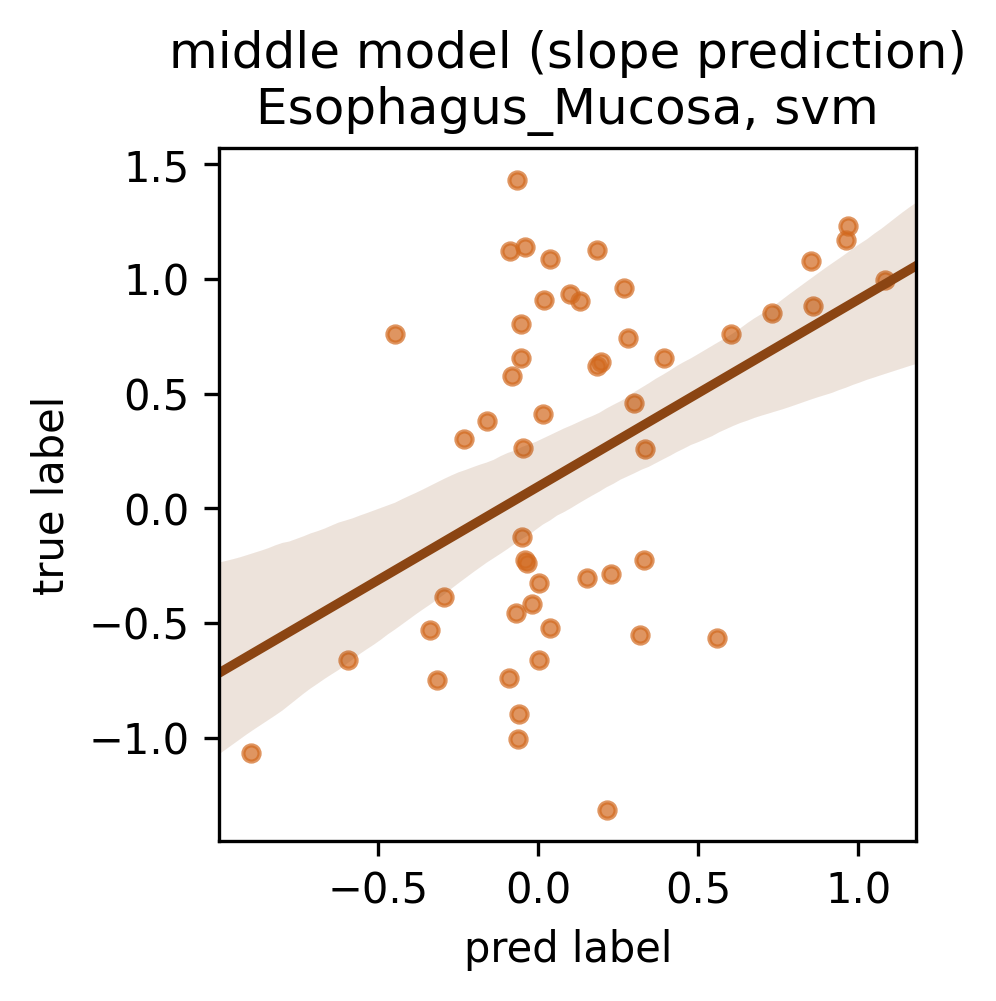 middle model (slope prediction)
Esophagus_Mucosa, svm
1.5
1.0
0.5
0.0
−0.5
−1.0
true label
−0.5 0.0 0.5 1.0
pred label